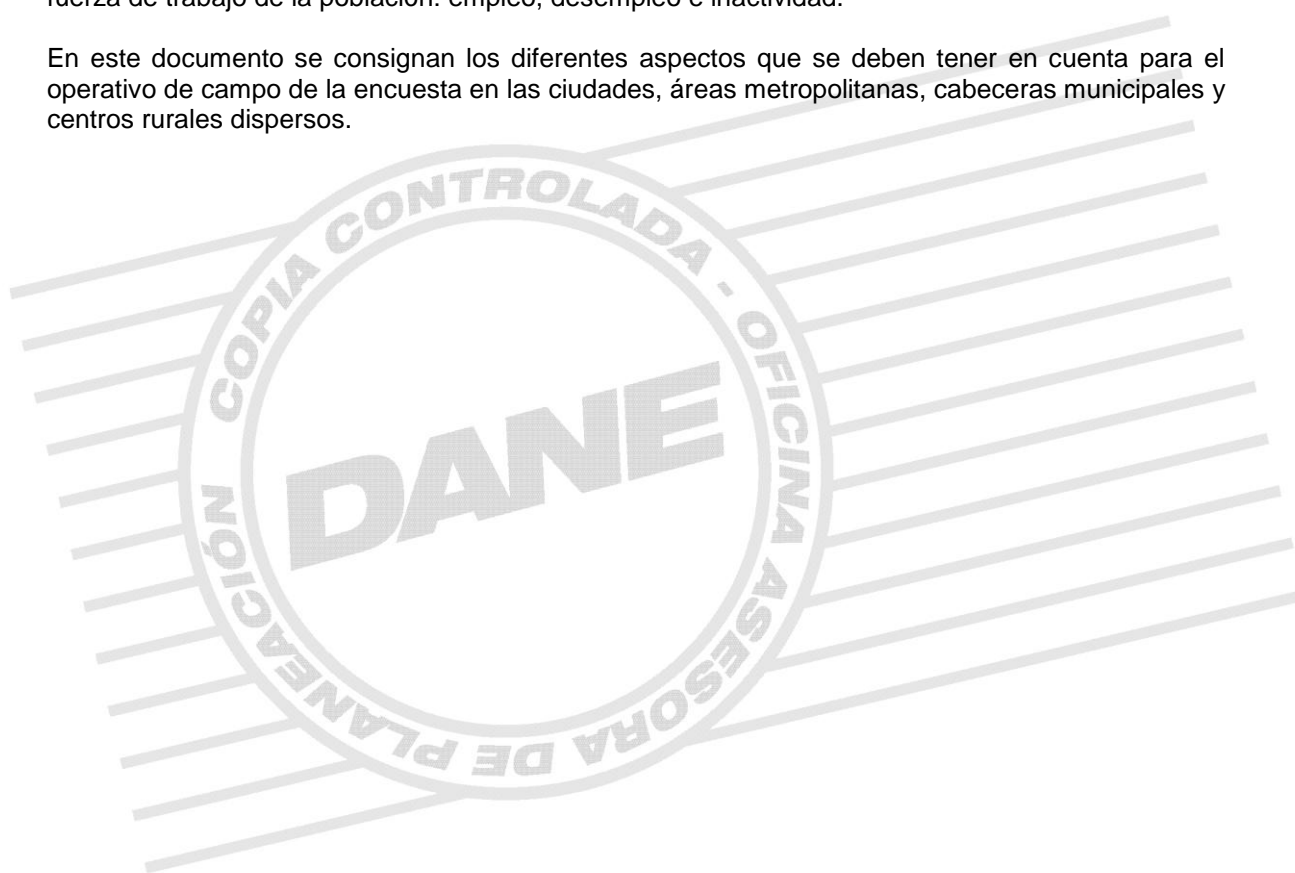 fuerza de trabajo de la población: empleo, desempleo e inactividad.
En este documento se consignan los diferentes aspectos que se deben tener en cuenta para el
operativo de campo de la encuesta en las ciudades, áreas metropolitanas, cabeceras municipales y
centros rurales dispersos.
COPIA CONTROLADA - OFICINA ASESORA DE PLANEACIÓN
DANE